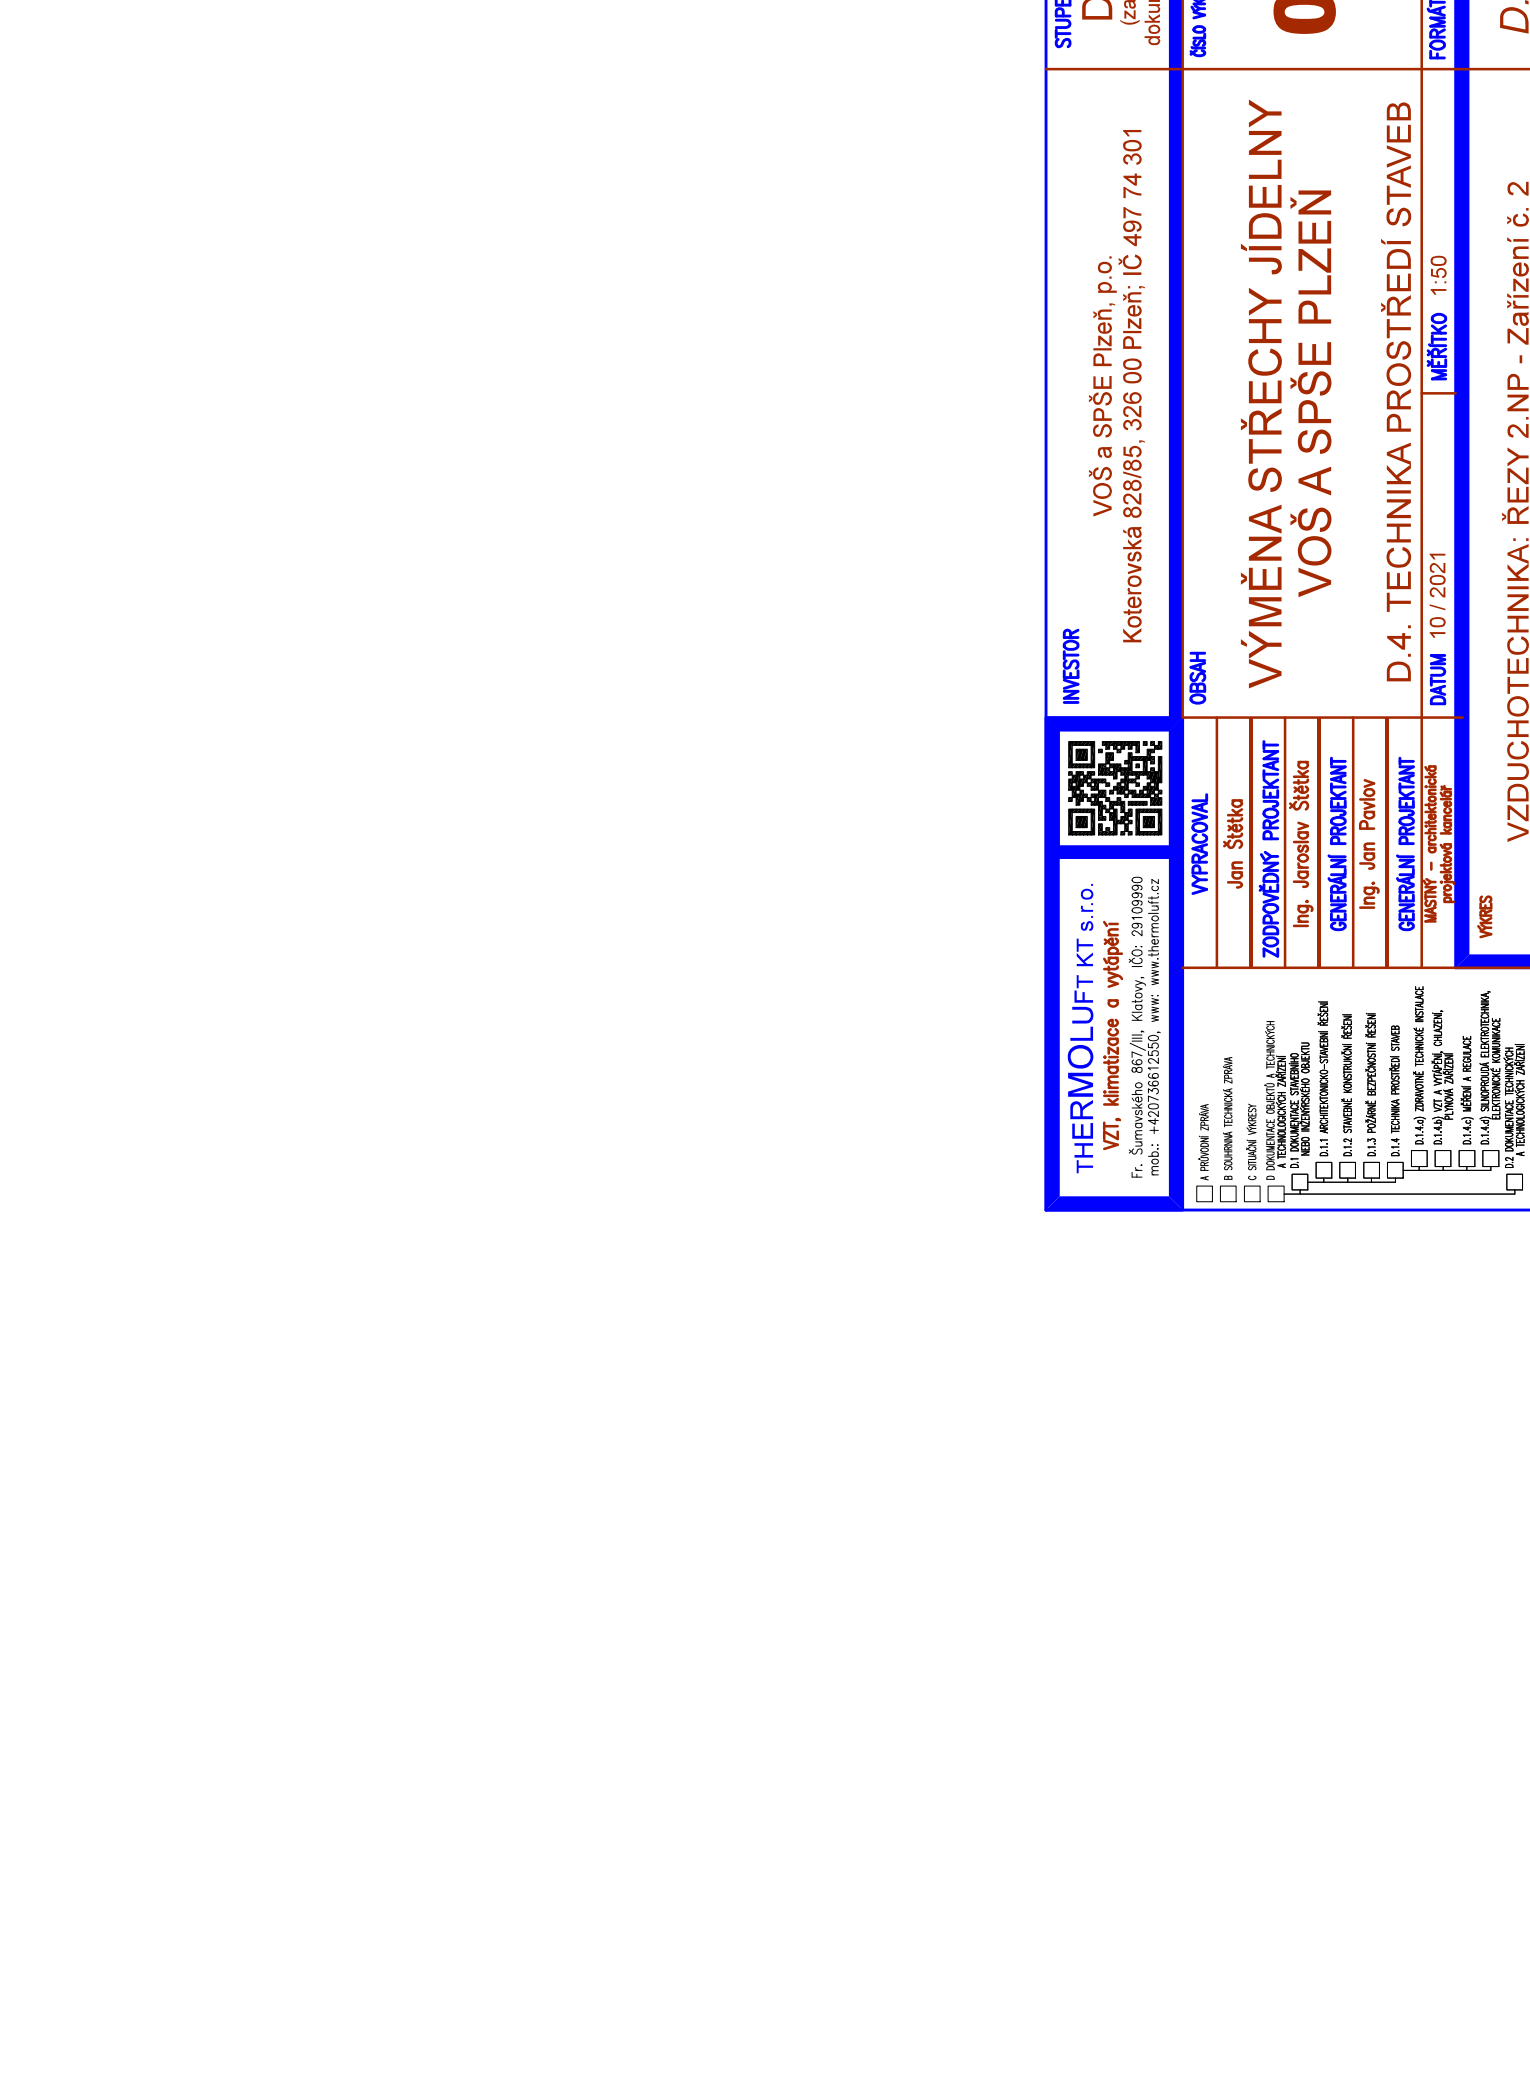 THERMOLUFT KT s.r.o.
VZT, klimatizace a vytápění
Fr. Šumavského 867/III, Klatovy, IČO: 29109990
mob.: +420736612550, www: www.thermoluft.cz
INVESTOR
VOŠ a SPŠE Plzeň, p.o.
Koterovská 828/85, 326 00 Plzeň; IČ 497 74 301
A PRŮVODNÍ ZPRÁVA
B SOUHRNNÁ TECHNICKÁ ZPRÁVA
C SITUAČNÍ VÝKRESY
D DOKUMENTACE OBJEKTŮ A TECHNICKÝCH
A TECHNOLOGICKÝCH ZAŘÍZENÍ
D.1 DOKUMENTACE STAVEBNÍHO
NEBO INŽENÝRSKÉHO OBJEKTU
D.1.1 ARCHITEKTONICKO-STAVEBNÍ ŘEŠENÍ
D.1.2 STAVEBNĚ KONSTRUKČNÍ ŘEŠENÍ
D.1.3 POŽÁRNĚ BEZPEČNOSTNÍ ŘEŠENÍ
D.1.4 TECHNIKA PROSTŘEDÍ STAVEB
D.1.4.a) ZDRAVOTNĚ TECHNICKÉ INSTALACE
D.1.4.b) VZT A VYTÁPĚNÍ, CHLAZENÍ,
PLYNOVÁ ZAŘÍZENÍ
D.1.4.c) MĚŘENÍ A REGULACE
D.1.4.d) SILNOPROUDÁ ELEKTROTECHNIKA,
ELEKTRONICKÉ KOMUNIKACE
D.2 DOKUMENTACE TECHNICKÝCH
A TECHNOLOGICKÝCH ZAŘÍZENÍ
VYPRACOVAL
Jan Štětka
ZODPOVĚDNÝ PROJEKTANT
Ing. Jaroslav Štětka
GENERÁLNÍ PROJEKTANT
Ing. Jan Pavlov
GENERÁLNÍ PROJEKTANT
MASTNÝ - architektonická
projektová kancelář
OBSAH
VÝMĚNA STŘECHY JÍDELNY
VOŠ A SPŠE PLZEŇ
D.4. TECHNIKA PROSTŘEDÍ STAVEB
DATUM 10 / 2021
MĚŘÍTKO 1:50
VÝKRES
VZDUCHOTECHNIKA: ŘEZY 2.NP - Zařízení č. 2
STUPE
D
(za
doku
ČÍSLO VÝK
0
FORMÁT
D.